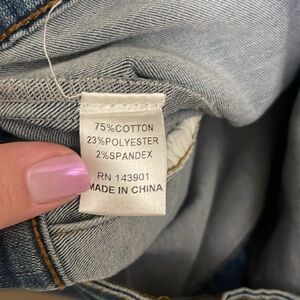 75%COTTON
23%POLYESTER
2%SPANDEX
RN 143901
MADE IN CHINA